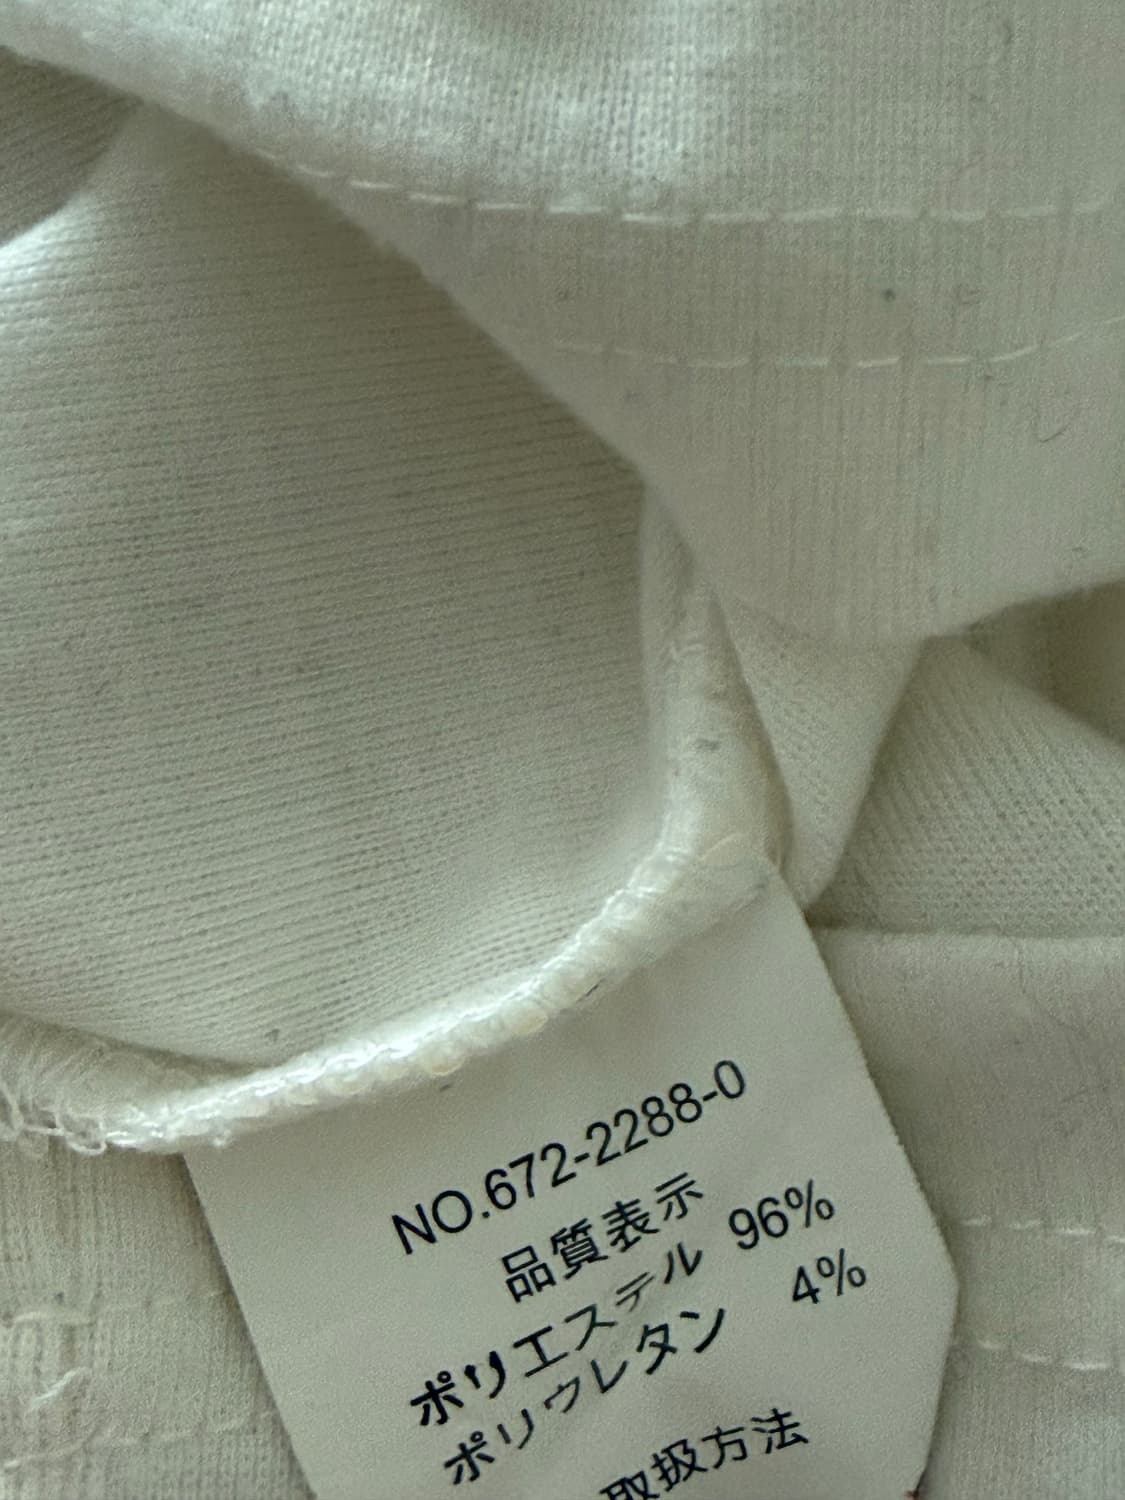 NO.672-2288-0
品質表示
ポリエステル 96%
ポリウレタン 4%
取扱方法